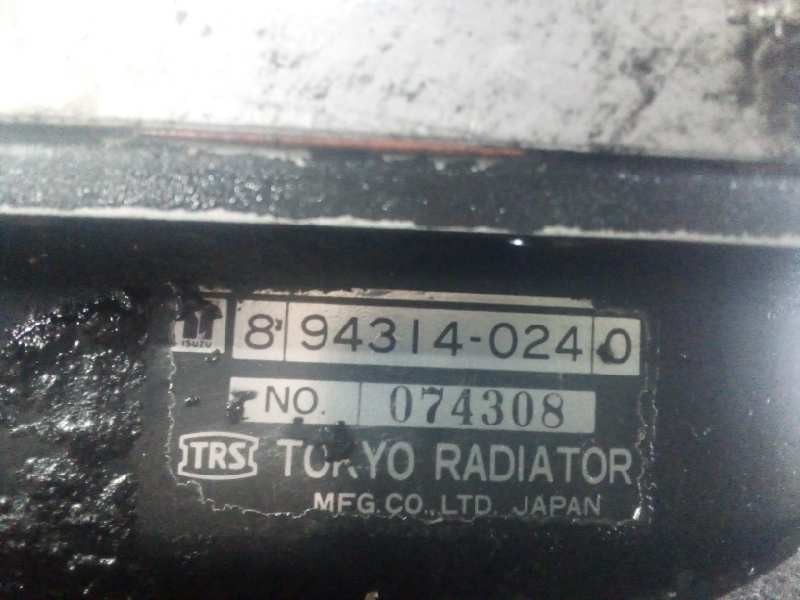 ISUZU 8 94314-024 0
NO. 074308
TRS TOKYO RADIATOR
MFG.CO.,LTD. JAPAN